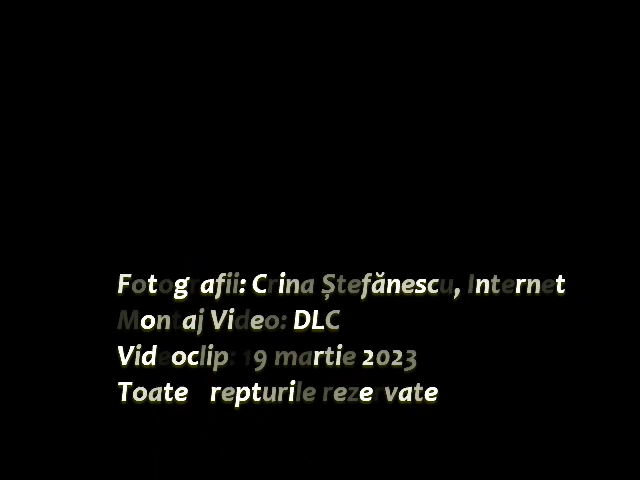 Fotografii: Crina Ștefănescu, Internet
Montaj Video: DLC
Videoclip: 19 martie 2023
Toate drepturile rezervate